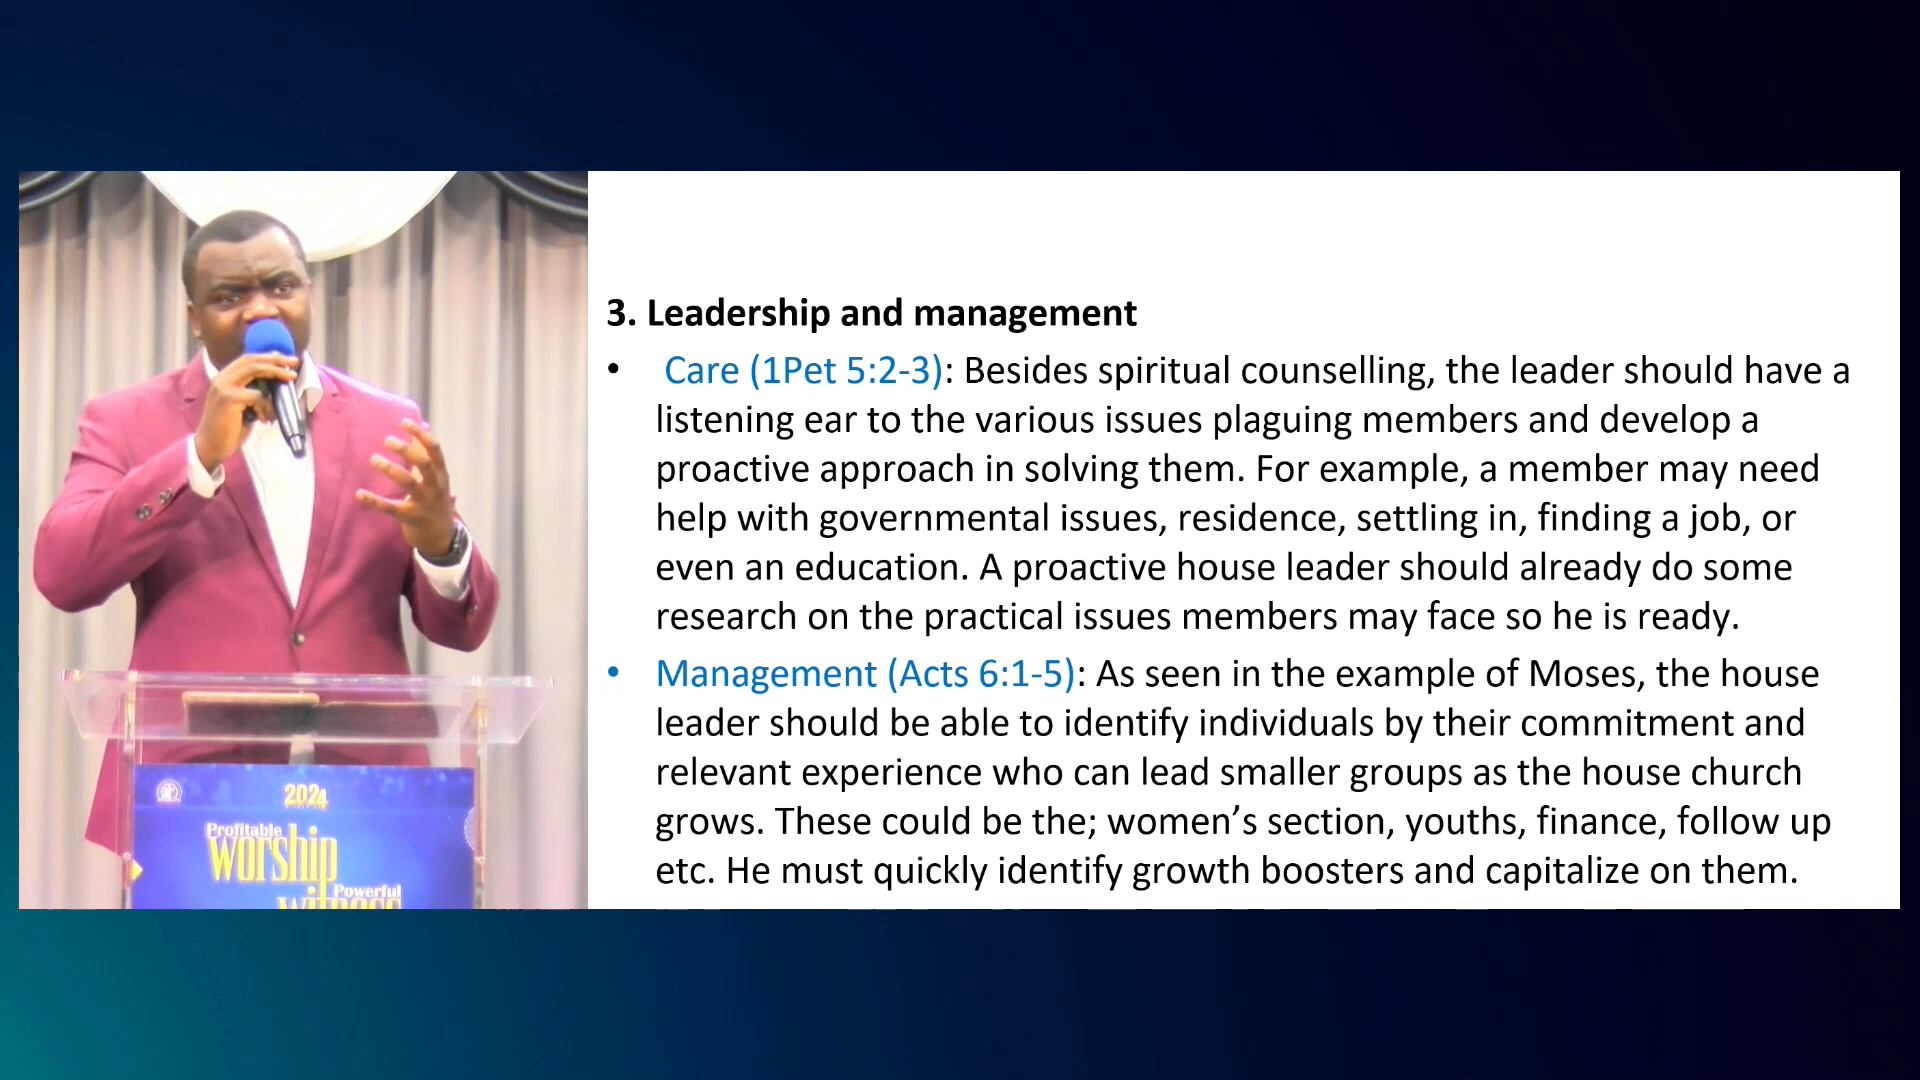 3. Leadership and management
• Care (1Pet 5:2-3): Besides spiritual counselling, the leader should have a
listening ear to the various issues plaguing members and develop a
proactive approach in solving them. For example, a member may need
help with governmental issues, residence, settling in, finding a job, or
even an education. A proactive house leader should already do some
research on the practical issues members may face so he is ready.
• Management (Acts 6:1-5): As seen in the example of Moses, the house
leader should be able to identify individuals by their commitment and
relevant experience who can lead smaller groups as the house church
grows. These could be the; women’s section, youths, finance, follow up
etc. He must quickly identify growth boosters and capitalize on them.
2024
Profitable
worship
Powerful
witness